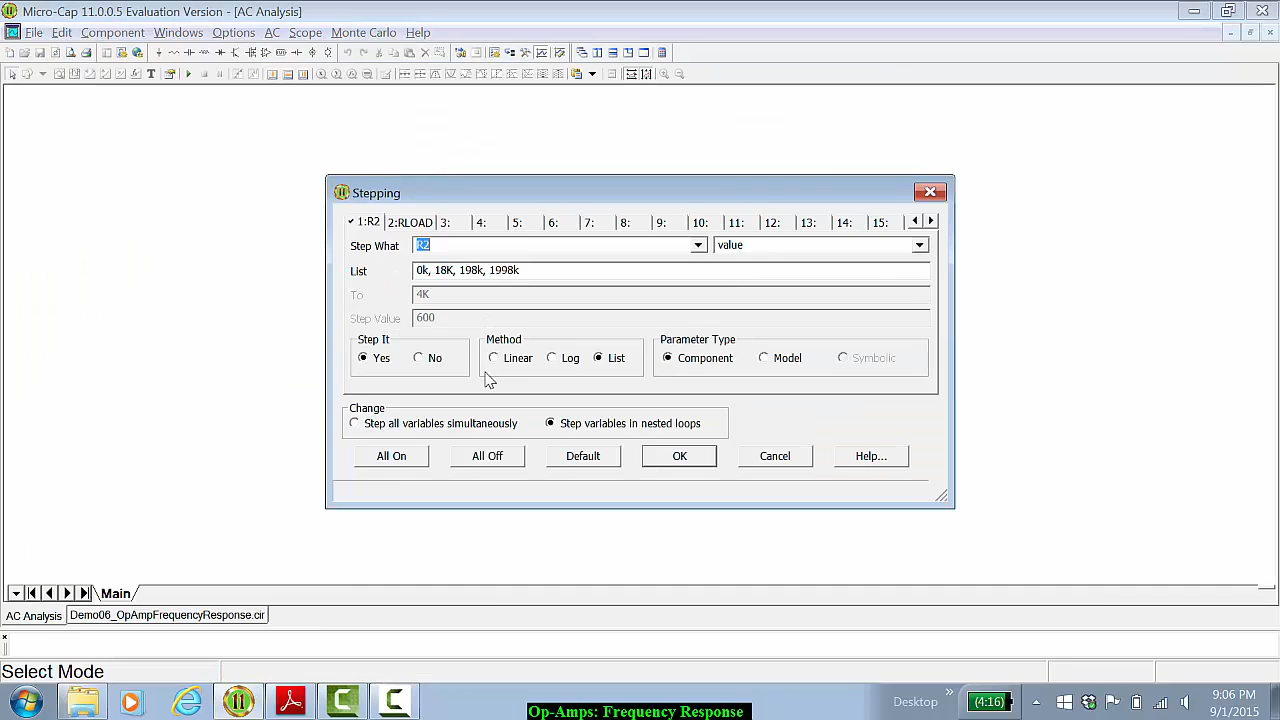 Micro-Cap 11.0.0.5 Evaluation Version - [AC Analysis]
File Edit Component Windows Options AC Scope Monte Carlo Help
Stepping
1:R2 2:RLOAD 3: 4: 5: 6: 7: 8: 9: 10: 11: 12: 13: 14: 15:
Step What R2 value
List 0k, 18K, 198k, 1998k
To 4K
Step Value 600
Step It Method Parameter Type
Yes No Linear Log List Component Model Symbolic
Change
Step all variables simultaneously Step variables in nested loops
All On All Off Default OK Cancel Help...
Main
AC Analysis Demo06_OpAmpFrequencyResponse.cir
Select Mode
Desktop » (4:16) 9:06 PM
9/1/2015
Op-Amps: Frequency Response